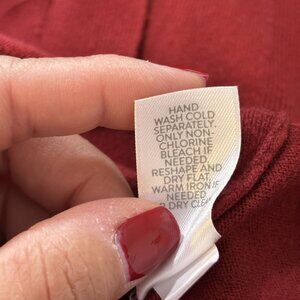 HAND
WASH COLD
SEPARATELY.
ONLY NON-
CHLORINE
BLEACH IF
NEEDED.
RESHAPE AND
DRY FLAT.
WARM IRON IF
NEEDED
DRY CLEA